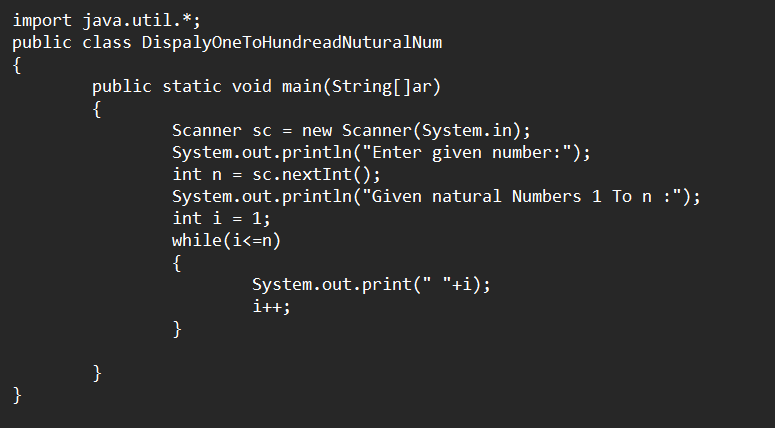 import java.util.*;
public class DispalyOneToHundreadNuturalNum
{
public static void main(String[]ar)
{
Scanner sc = new Scanner(System.in);
System.out.println("Enter given number:");
int n = sc.nextInt();
System.out.println("Given natural Numbers 1 To n :");
int i = 1;
while(i<=n)
{
System.out.print(" "+i);
i++;
}
}
}